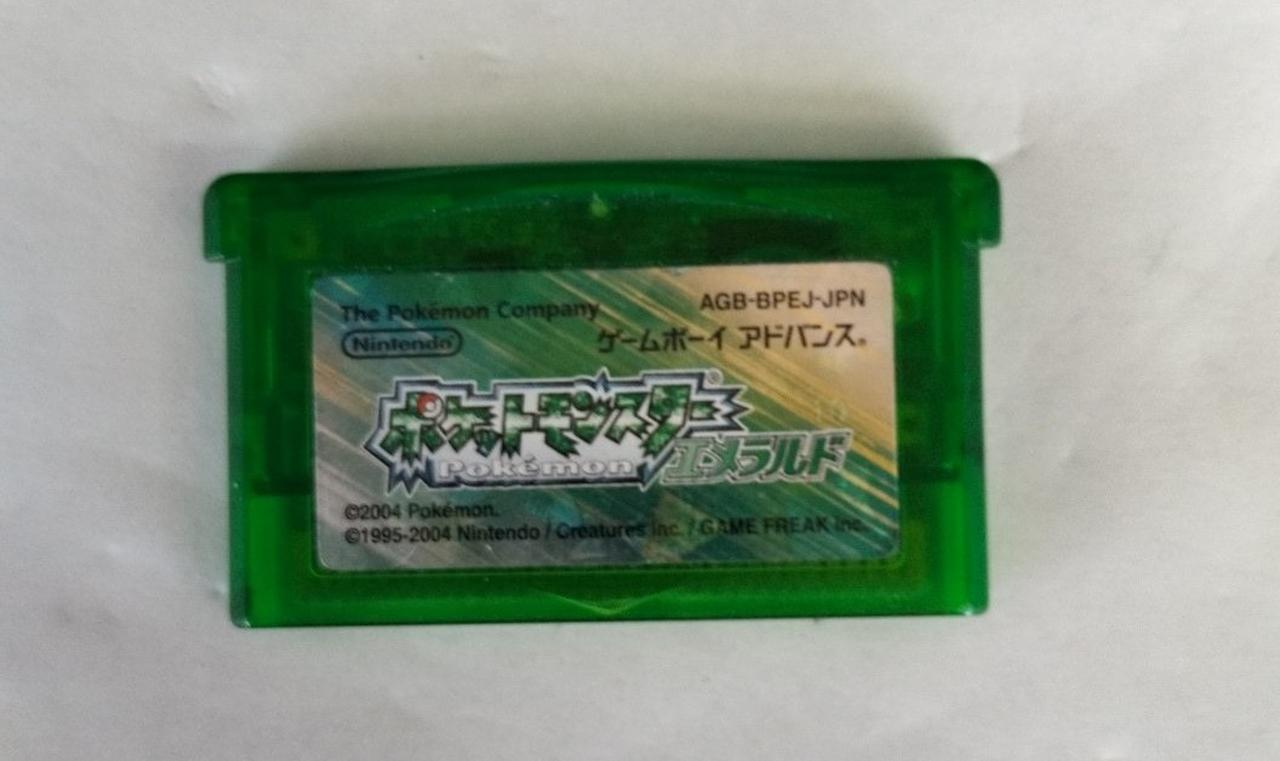 The Pokémon Company
AGB-BPEJ-JPN
Nintendo®
ゲームボーイ アドバンス®
ポケットモンスター®
Pokémon
エメラルド
©2004 Pokémon.
©1995-2004 Nintendo / Creatures inc. / GAME FREAK inc.